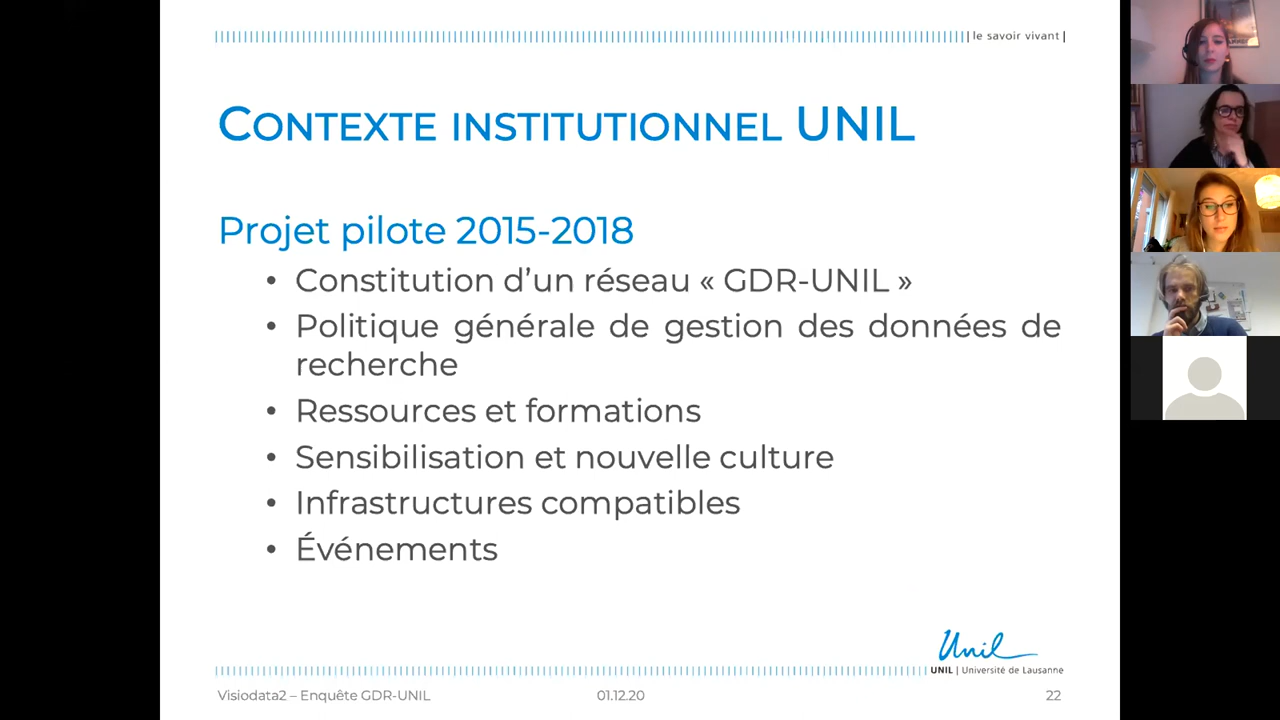 | le savoir vivant |
CONTEXTE INSTITUTIONNEL UNIL
Projet pilote 2015-2018
• Constitution d’un réseau « GDR-UNIL »
• Politique générale de gestion des données de
recherche
• Ressources et formations
• Sensibilisation et nouvelle culture
• Infrastructures compatibles
• Événements
Unil
UNIL | Université de Lausanne
Visiodata2 – Enquête GDR-UNIL
01.12.20
22